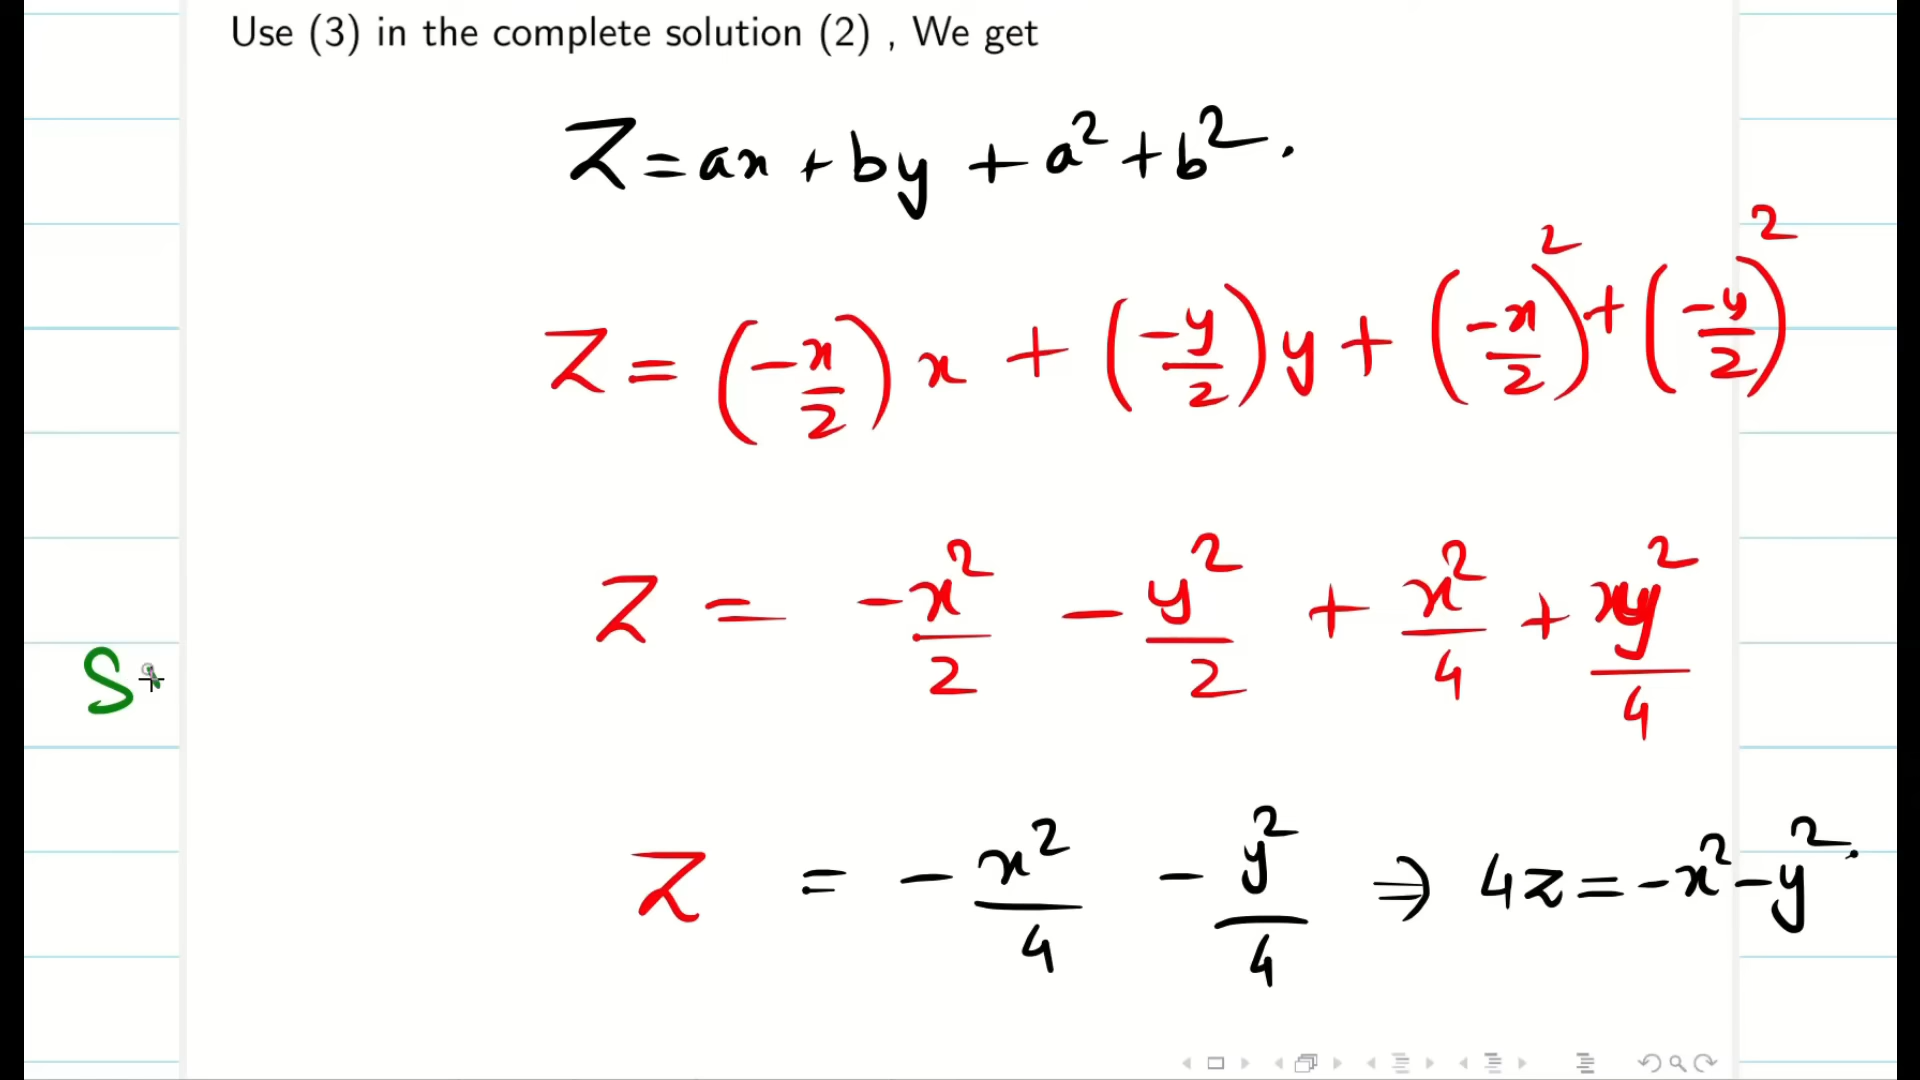 Use (3) in the complete solution (2) , We get
Z = ax + by + a² + b².
Z = (-x/2) x + (-y/2) y + (-x/2)² + (-y/2)²
Z = -x²/2 - y²/2 + x²/4 + xy²/4
S
Z = -x²/4 - y²/4 ⇒ 4z = -x² - y².